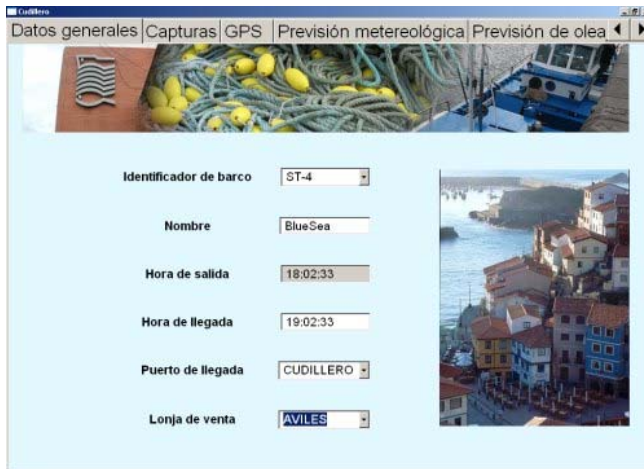 Cudillero
Datos generales Capturas GPS Previsión metereológica Previsión de olea
Identificador de barco ST-4
Nombre BlueSea
Hora de salida 18:02:33
Hora de llegada 19:02:33
Puerto de llegada CUDILLERO
Lonja de venta AVILES